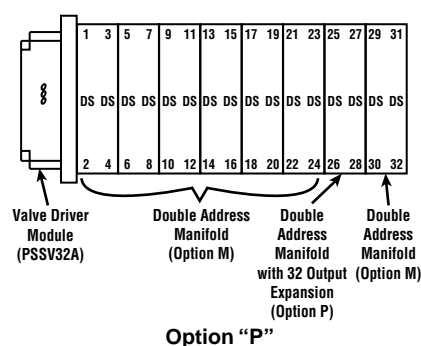 1 3 5 7 9 11 13 15 17 19 21 23 25 27 29 31
DS DS DS DS DS DS DS DS DS DS DS DS DS DS DS DS
2 4 6 8 10 12 14 16 18 20 22 24 26 28 30 32
Valve Driver
Module
(PSSV32A)
Double Address
Manifold
(Option M)
Double
Address
Manifold
with 32 Output
Expansion
(Option P)
Double
Address
Manifold
(Option M)
Option “P”